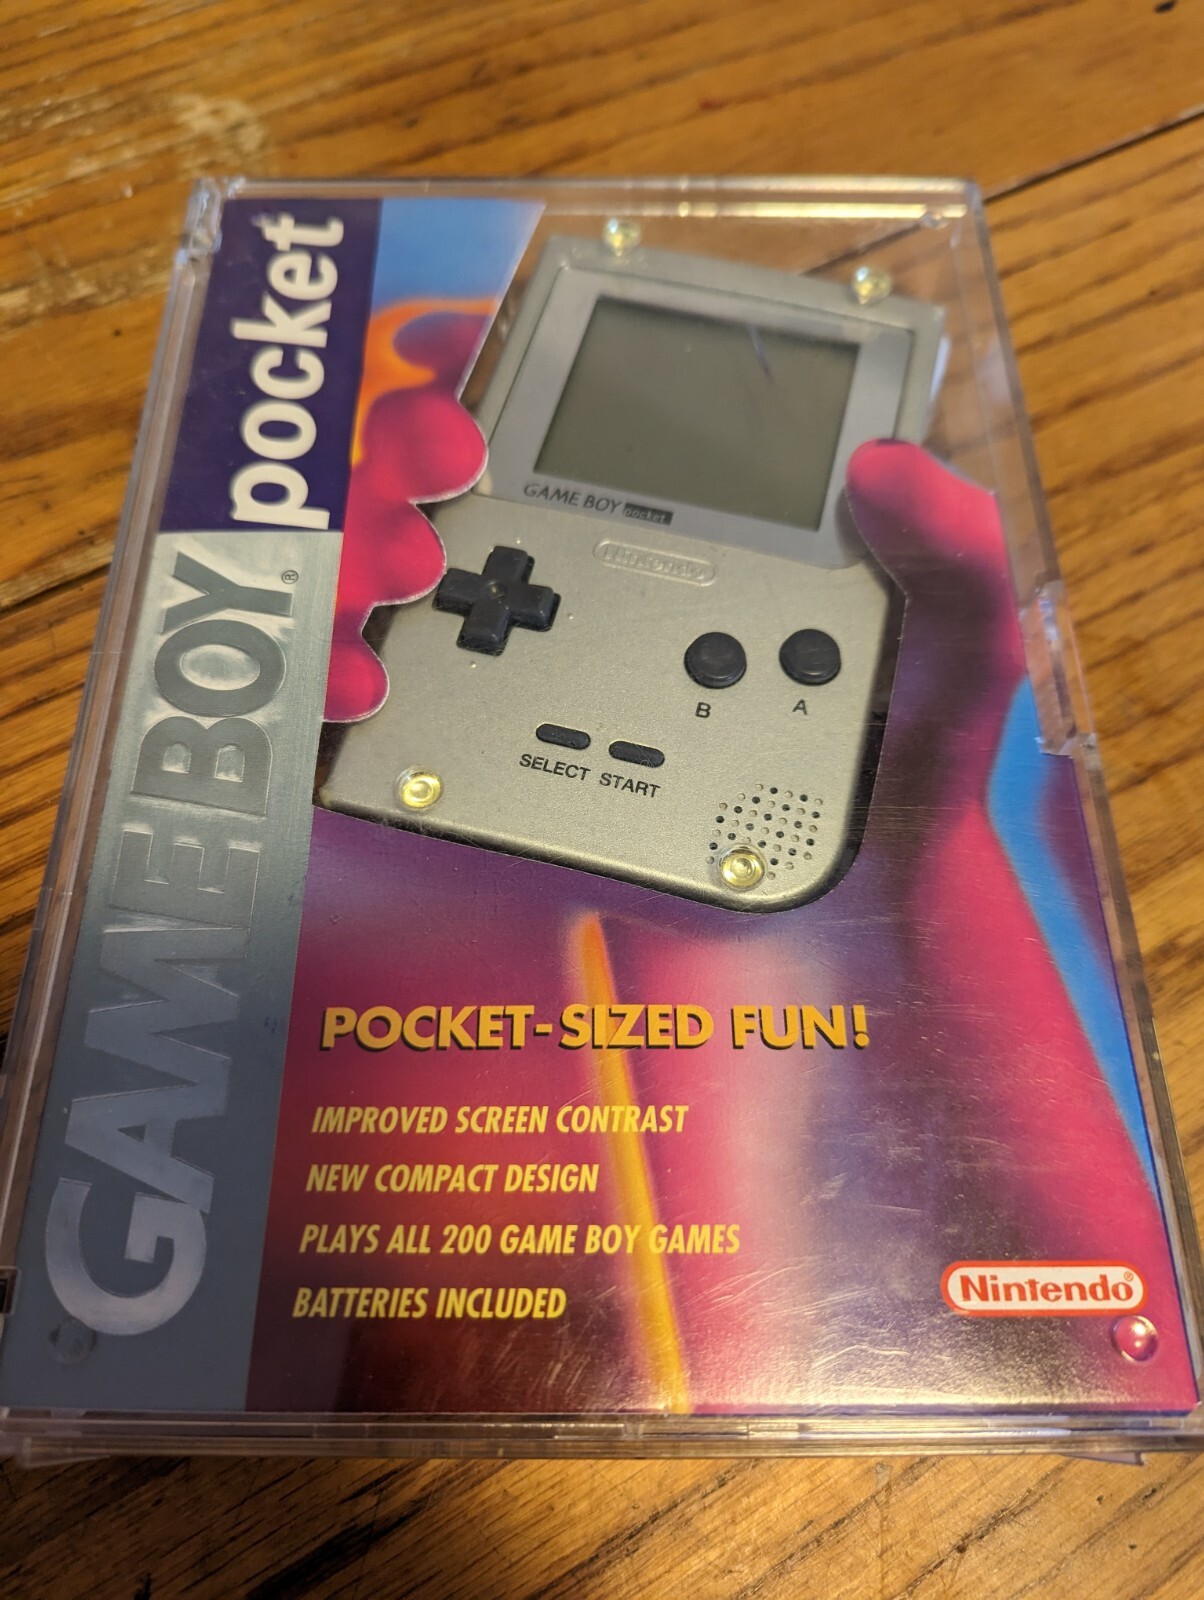 GAME BOY®
pocket
GAME BOY pocket
Nintendo
B
A
SELECT START
POCKET-SIZED FUN!
IMPROVED SCREEN CONTRAST
NEW COMPACT DESIGN
PLAYS ALL 200 GAME BOY GAMES
BATTERIES INCLUDED
Nintendo®